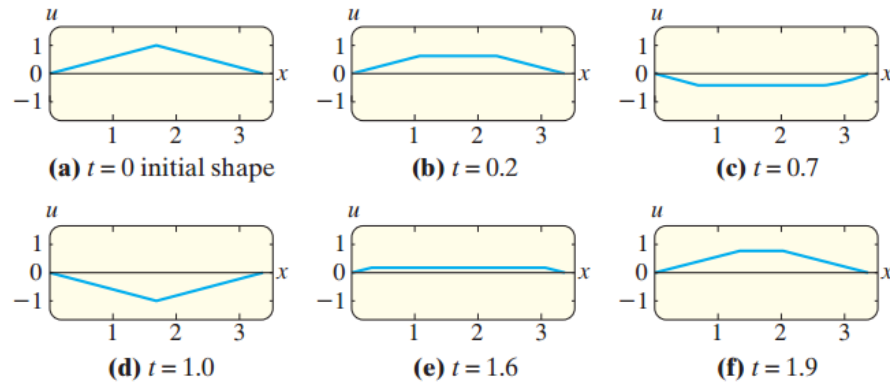 u u u
1 1 1
0 x 0 x 0 x
−1 −1 −1
1 2 3 1 2 3 1 2 3
(a) t = 0 initial shape (b) t = 0.2 (c) t = 0.7
u u u
1 1 1
0 x 0 x 0 x
−1 −1 −1
1 2 3 1 2 3 1 2 3
(d) t = 1.0 (e) t = 1.6 (f) t = 1.9